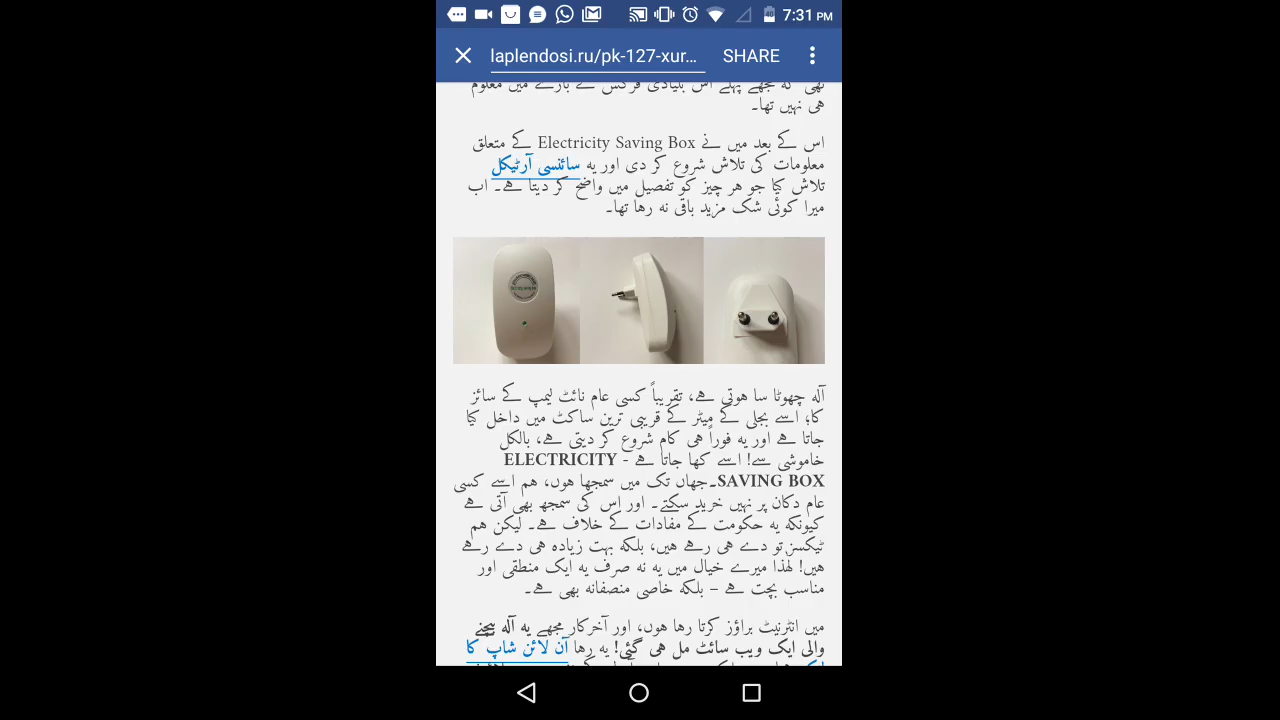 7:31 PM
laplendosi.ru/pk-127-xur...
SHARE
ہی نہیں تھا۔
اس کے بعد میں نے Electricity Saving Box کے متعلق
معلومات کی تلاش شروع کر دی اور یہ سائنسی آرٹیکل
تلاش کیا جو ہر چیز کو تفصیل میں واضح کر دیتا ہے۔ اب
میرا کوئی شک مزید باقی نہ رہا تھا۔
آلہ چھوٹا سا ہوتی ہے، تقریباً کسی عام نائٹ لیمپ کے سائز
کا؛ اسے بجلی کے میٹر کے قریبی ترین ساکٹ میں داخل کیا
جاتا ہے اور یہ فوراً ہی کام شروع کر دیتی ہے، بالکل
خاموشی سے! اسے کہا جاتا ہے - ELECTRICITY
SAVING BOX۔جہاں تک میں سمجھا ہوں، ہم اسے کسی
عام دکان پر نہیں خرید سکتے۔ اور اس کی سمجھ بھی آتی ہے
کیونکہ یہ حکومت کے مفادات کے خلاف ہے۔ لیکن ہم
ٹیکسز تو دے ہی رہے ہیں، بلکہ بہت زیادہ ہی دے رہے
ہیں! لہٰذا میرے خیال میں یہ نہ صرف یہ ایک منطقی اور
مناسب بچت ہے – بلکہ خاصی منصفانہ بھی ہے۔
میں انٹرنیٹ براؤز کرتا رہا ہوں، اور آخرکار مجھے یہ آلہ بیچنے
والی ایک ویب سائٹ مل ہی گئی! یہ رہا آن لائن شاپ کا